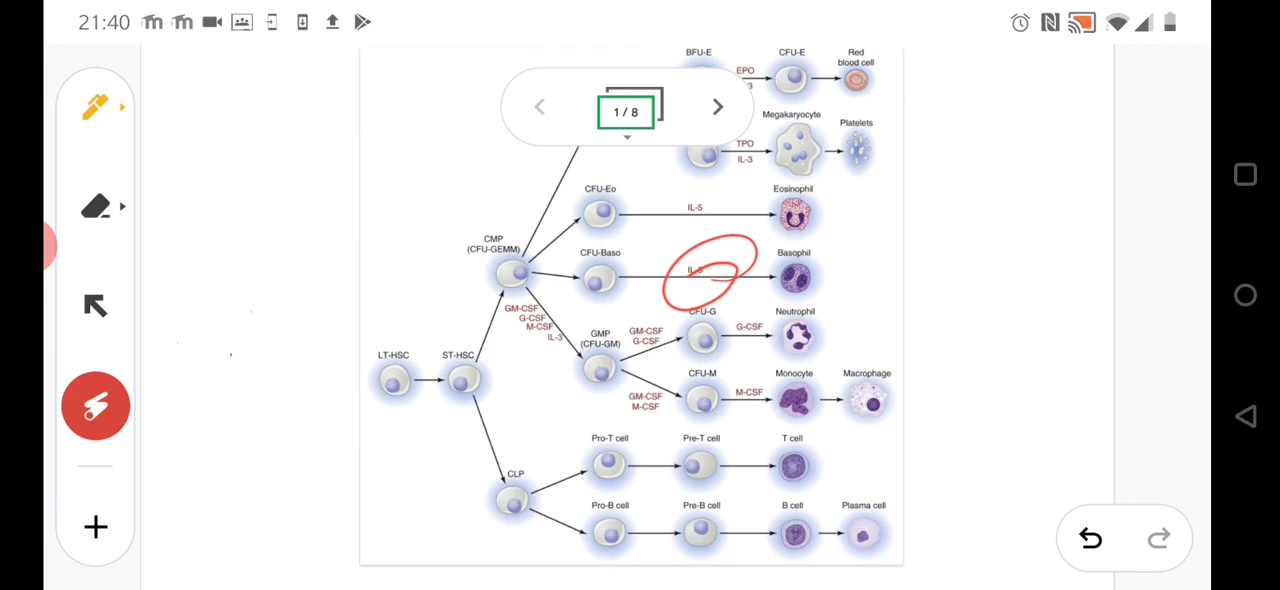 21:40
BFU-E
CFU-E
Red
blood cell
EPO
1 / 8
Megakaryocyte
Platelets
TPO
IL-3
CFU-Eo
IL-5
Eosinophil
CMP
(CFU-GEMM)
CFU-Baso
Basophil
GM-CSF
G-CSF
M-CSF
IL-3
GMP
(CFU-GM)
GM-CSF
G-CSF
CFU-G
G-CSF
Neutrophil
LT-HSC
ST-HSC
GM-CSF
M-CSF
CFU-M
M-CSF
Monocyte
Macrophage
CLP
Pro-T cell
Pre-T cell
T cell
Pro-B cell
Pre-B cell
B cell
Plasma cell